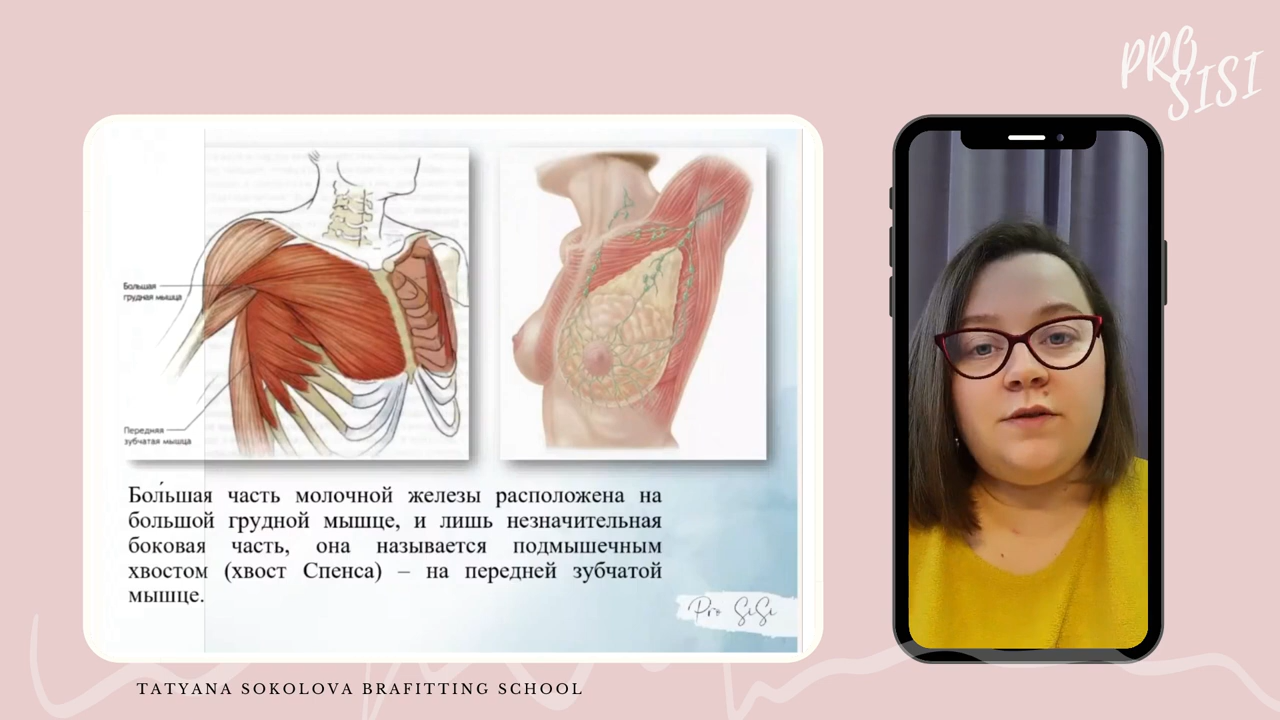 PRO
SISI
Большая
грудная мышца
Передняя
зубчатая мышца
Бо́льшая часть молочной железы расположена на
большой грудной мышце, и лишь незначительная
боковая часть, она называется подмышечным
хвостом (хвост Спенса) – на передней зубчатой
мышце.
Pro SiSi
TATYANA SOKOLOVA BRAFITTING SCHOOL